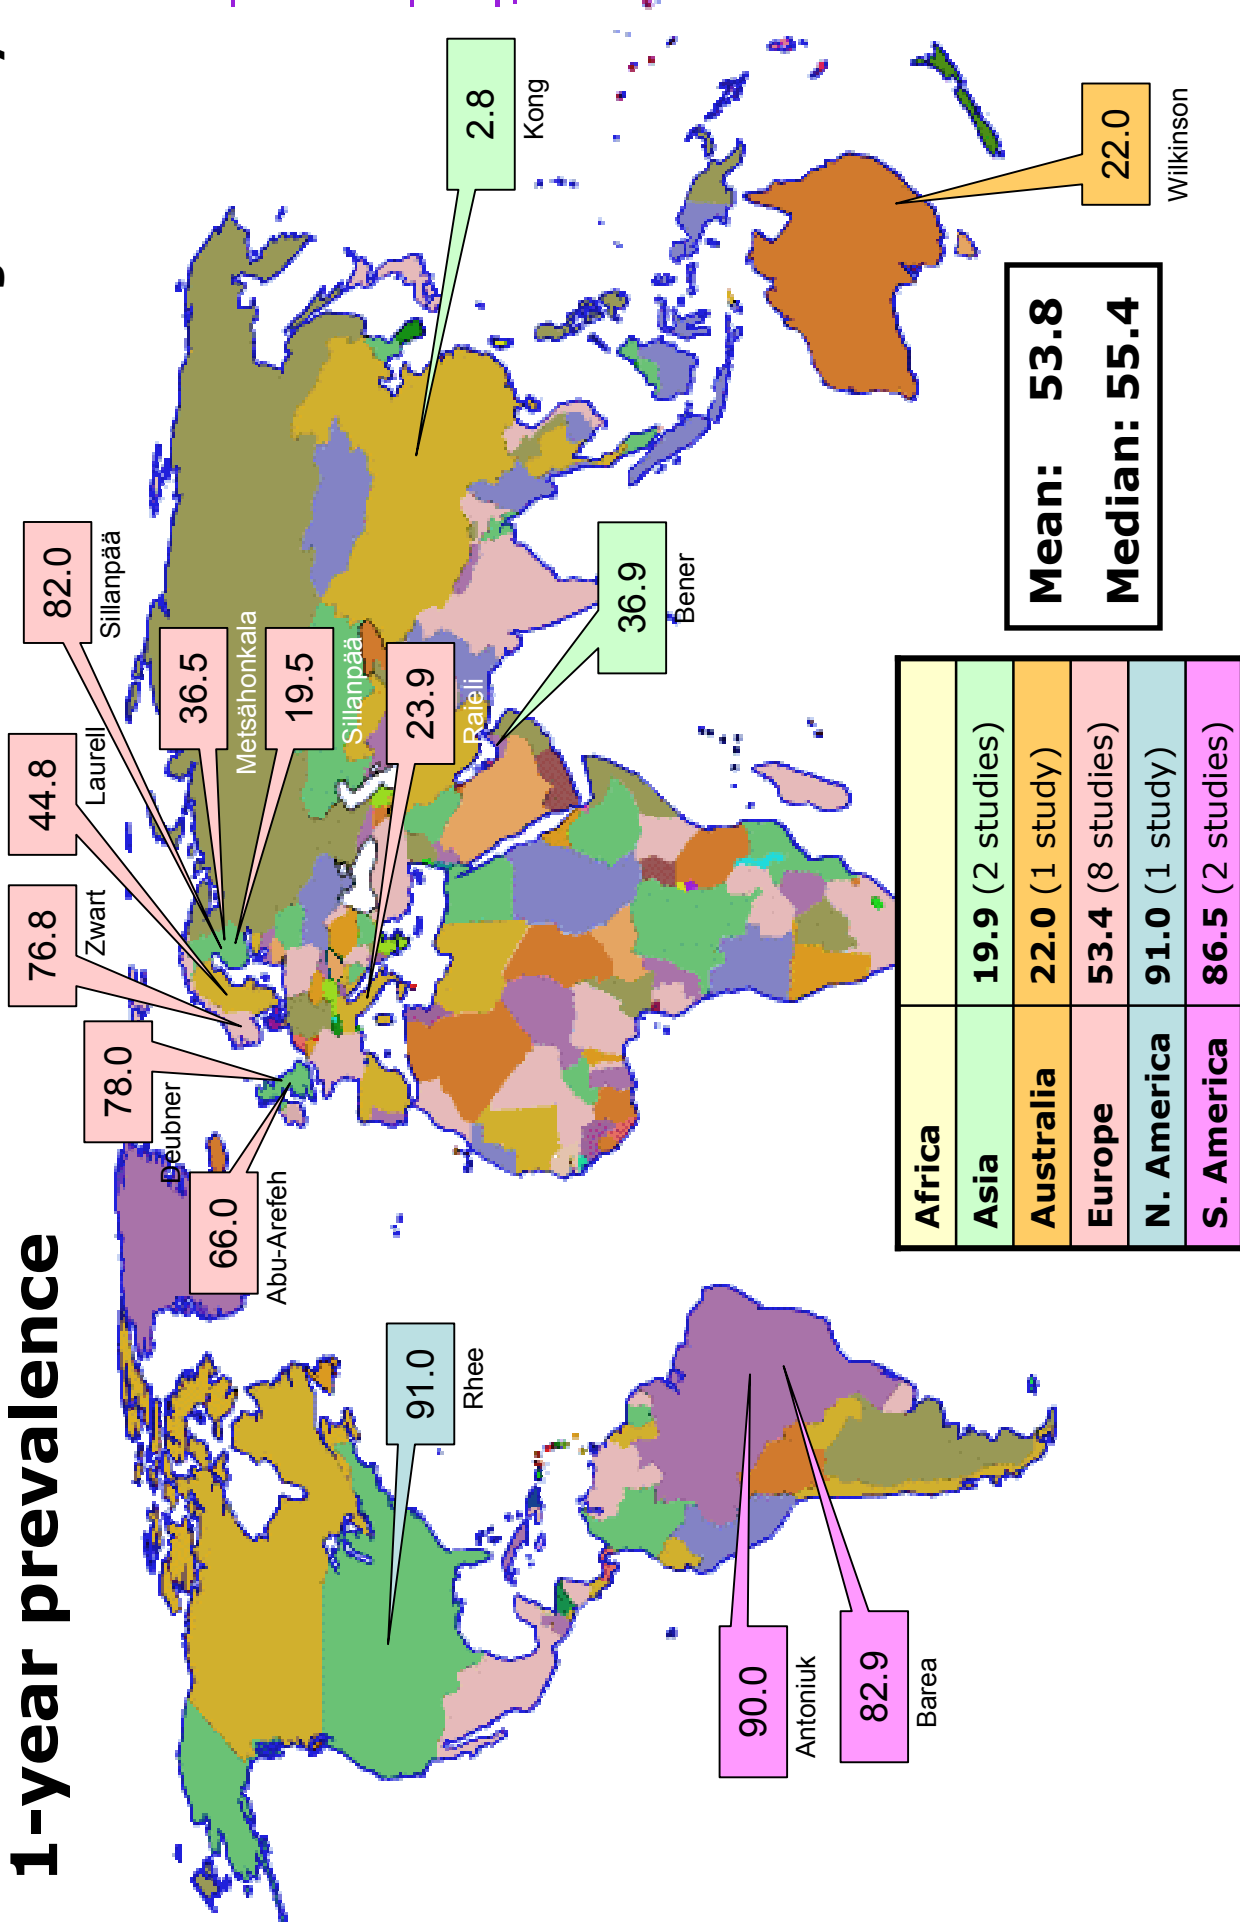 1-year prevalence
82.0
Sillanpää
44.8
Laurell
76.8
Zwart
36.5
Metsähonkala
19.5
Sillanpää
78.0
Deubner
66.0
Abu-Arefeh
23.9
Raieli
2.8
Kong
91.0
Rhee
36.9
Bener
90.0
Antoniuk
82.9
Barea
22.0
Wilkinson
Africa
Asia 19.9 (2 studies)
Australia 22.0 (1 study)
Europe 53.4 (8 studies)
N. America 91.0 (1 study)
S. America 86.5 (2 studies)
Mean: 53.8
Median: 55.4